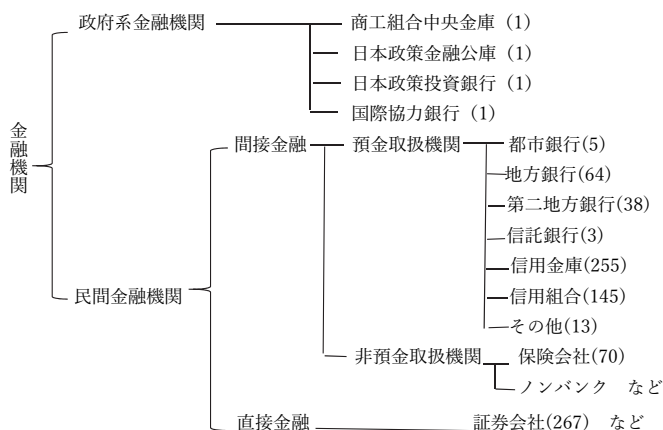 政府系金融機関
商工組合中央金庫（1）
日本政策金融公庫（1）
日本政策投資銀行（1）
国際協力銀行（1）
金融機関
間接金融
預金取扱機関
都市銀行(5)
地方銀行(64)
第二地方銀行(38)
信託銀行(3)
信用金庫(255)
信用組合(145)
その他(13)
民間金融機関
非預金取扱機関
保険会社(70)
ノンバンク　など
直接金融
証券会社(267)　など